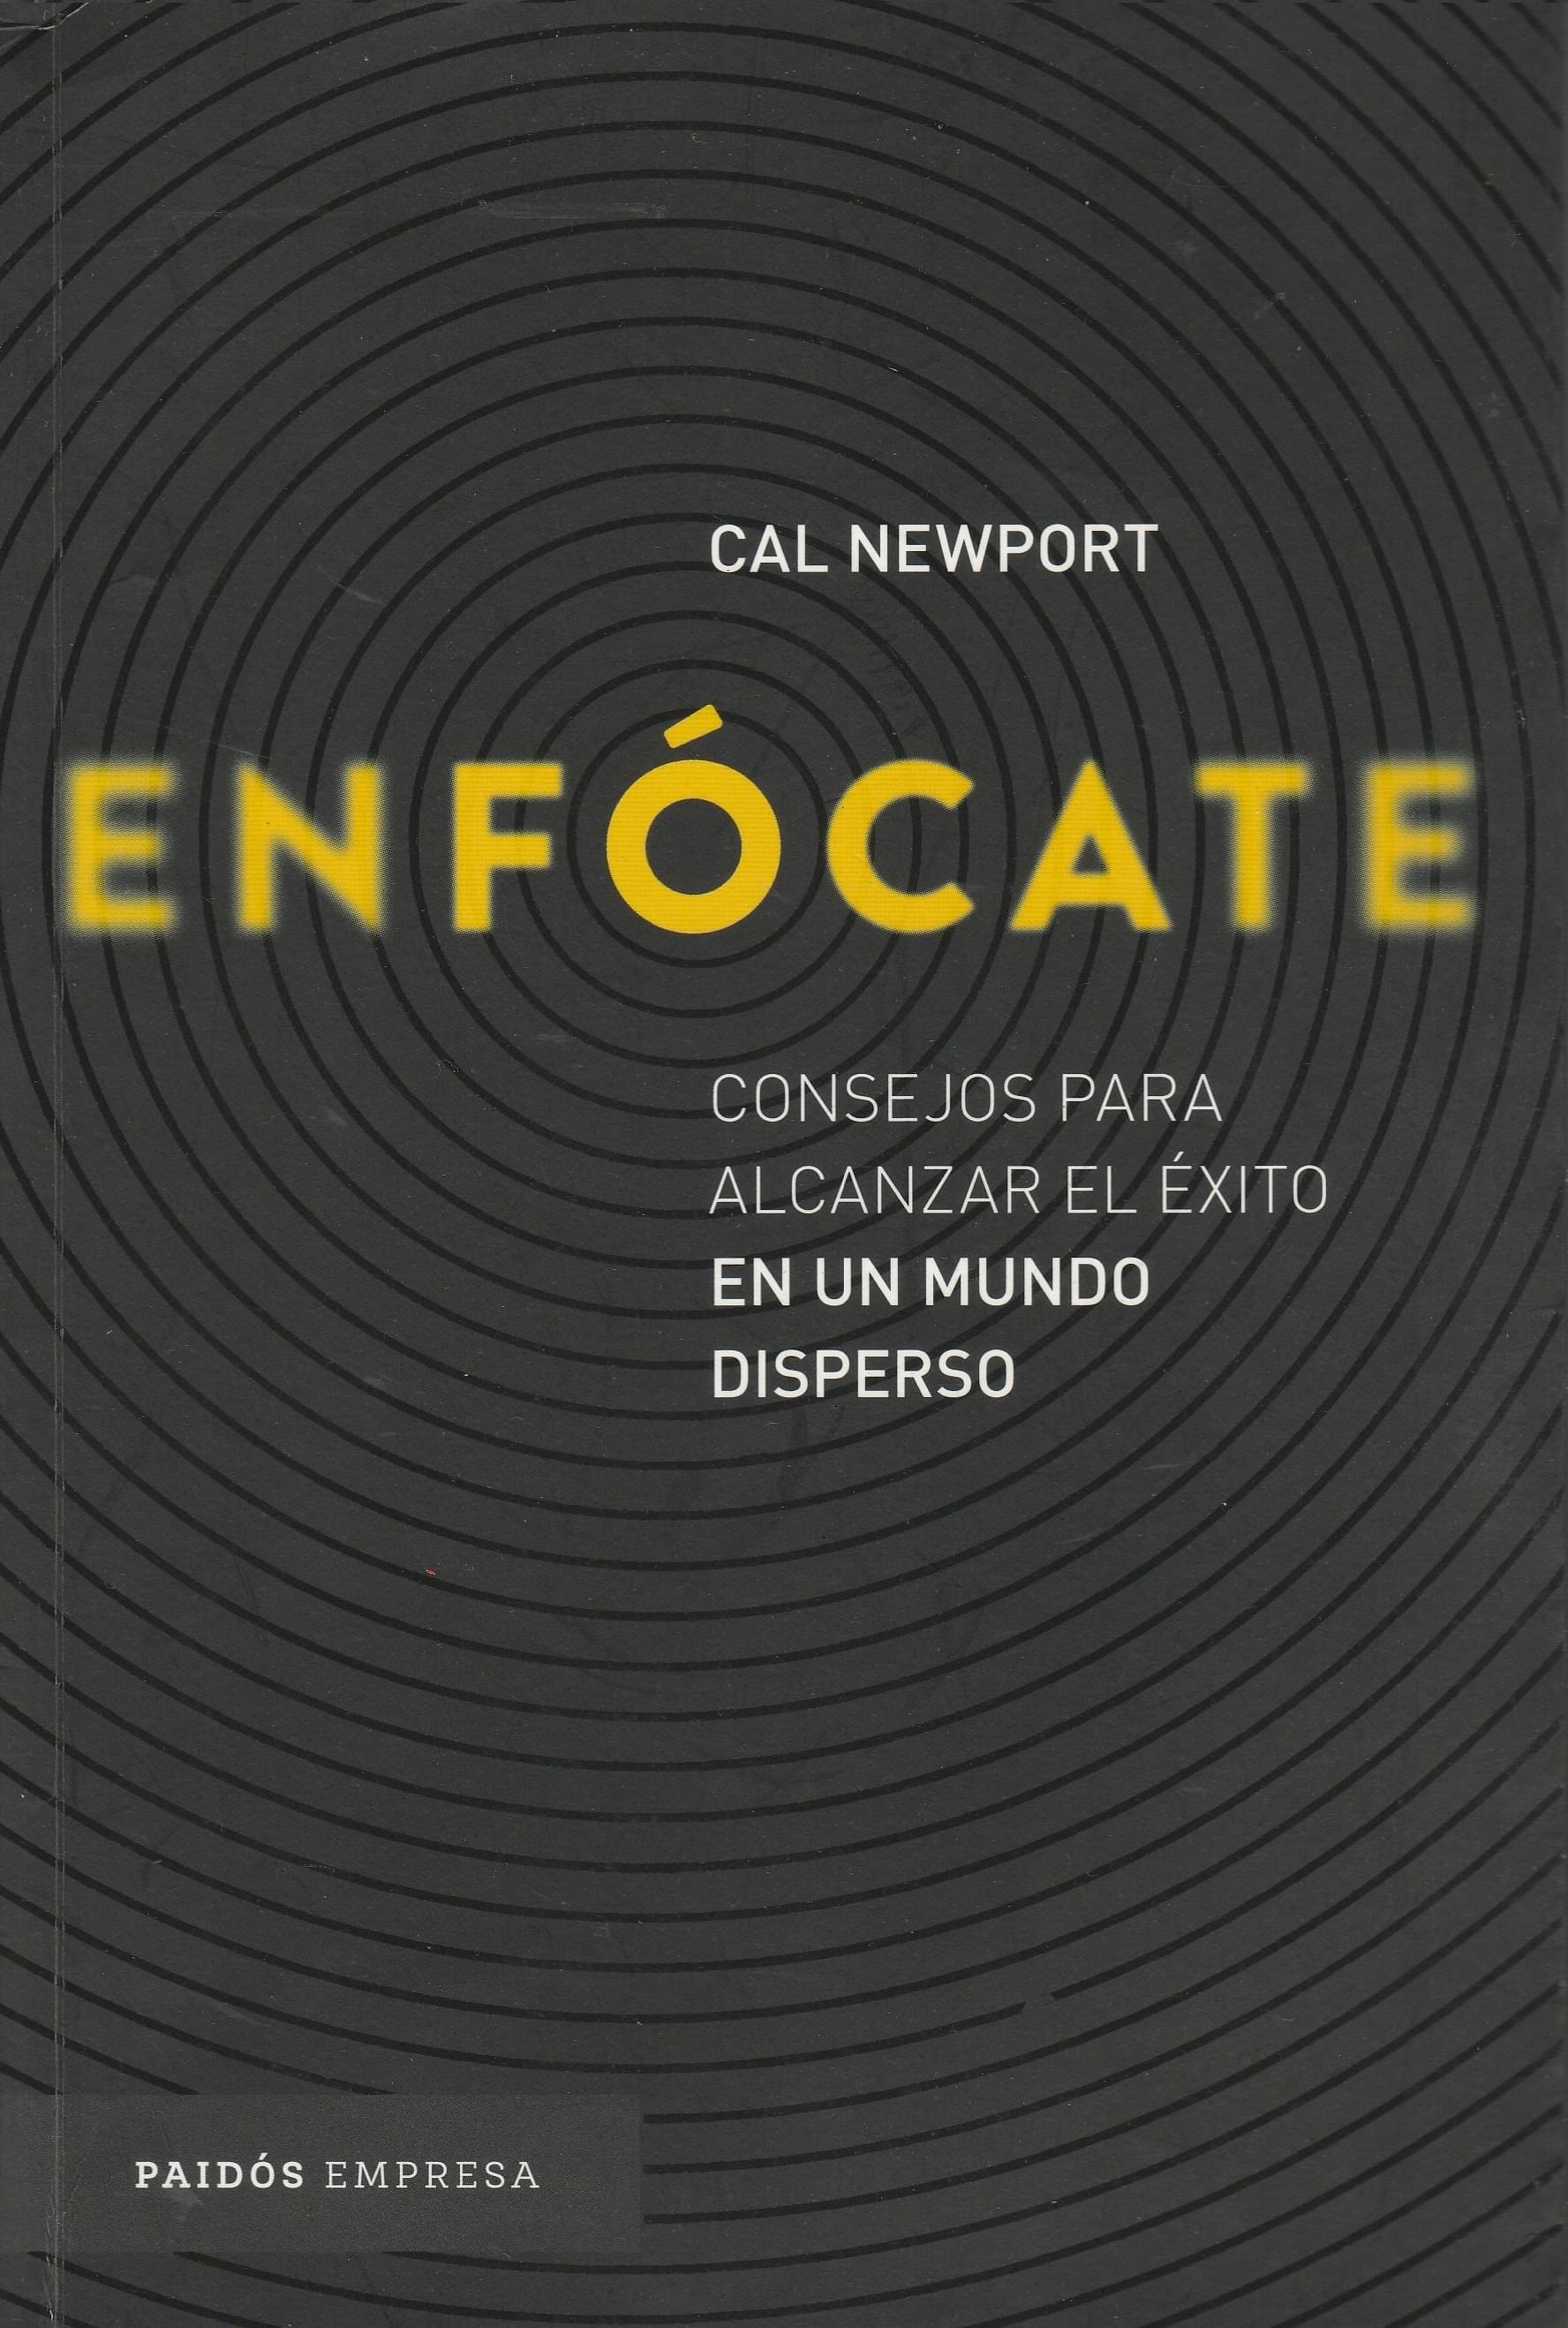 CAL NEWPORT
ENFÓCATE
CONSEJOS PARA
ALCANZAR EL ÉXITO
EN UN MUNDO
DISPERSO
PAIDÓS EMPRESA